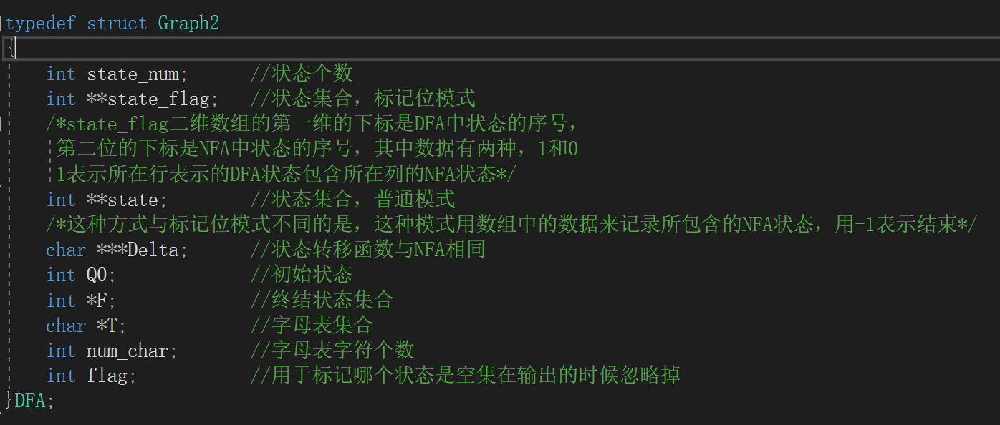 typedef struct Graph2
{
int state_num; //状态个数
int **state_flag; //状态集合，标记位模式
/*state_flag二维数组的第一维的下标是DFA中状态的序号，
第二位的下标是NFA中状态的序号，其中数据有两种，1和0
1表示所在行表示的DFA状态包含所在列的NFA状态*/
int **state; //状态集合，普通模式
/*这种方式与标记位模式不同的是，这种模式用数组中的数据来记录所包含的NFA状态，用-1表示结束*/
char ***Delta; //状态转移函数与NFA相同
int Q0; //初始状态
int *F; //终结状态集合
char *T; //字母表集合
int num_char; //字母表字符个数
int flag; //用于标记哪个状态是空集在输出的时候忽略掉
}DFA;